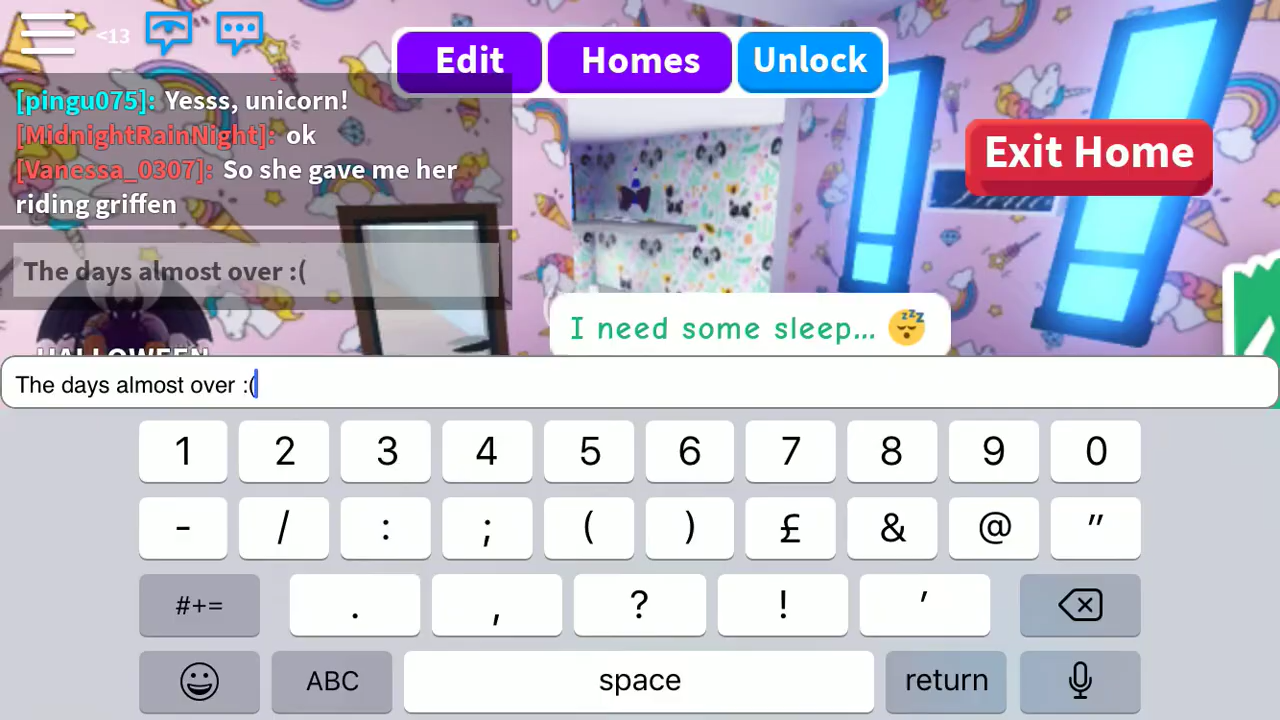 <13
Edit Homes Unlock
[pingu075]: Yesss, unicorn!
[MidnightRainNight]: ok
[Vanessa_0307]: So she gave me her
riding griffen
Exit Home
The days almost over :(
I need some sleep... 😴
HALLOWEEN
The days almost over :(
1 2 3 4 5 6 7 8 9 0
- / : ; ( ) £ & @ "
#+= . , ? ! '
ABC space return